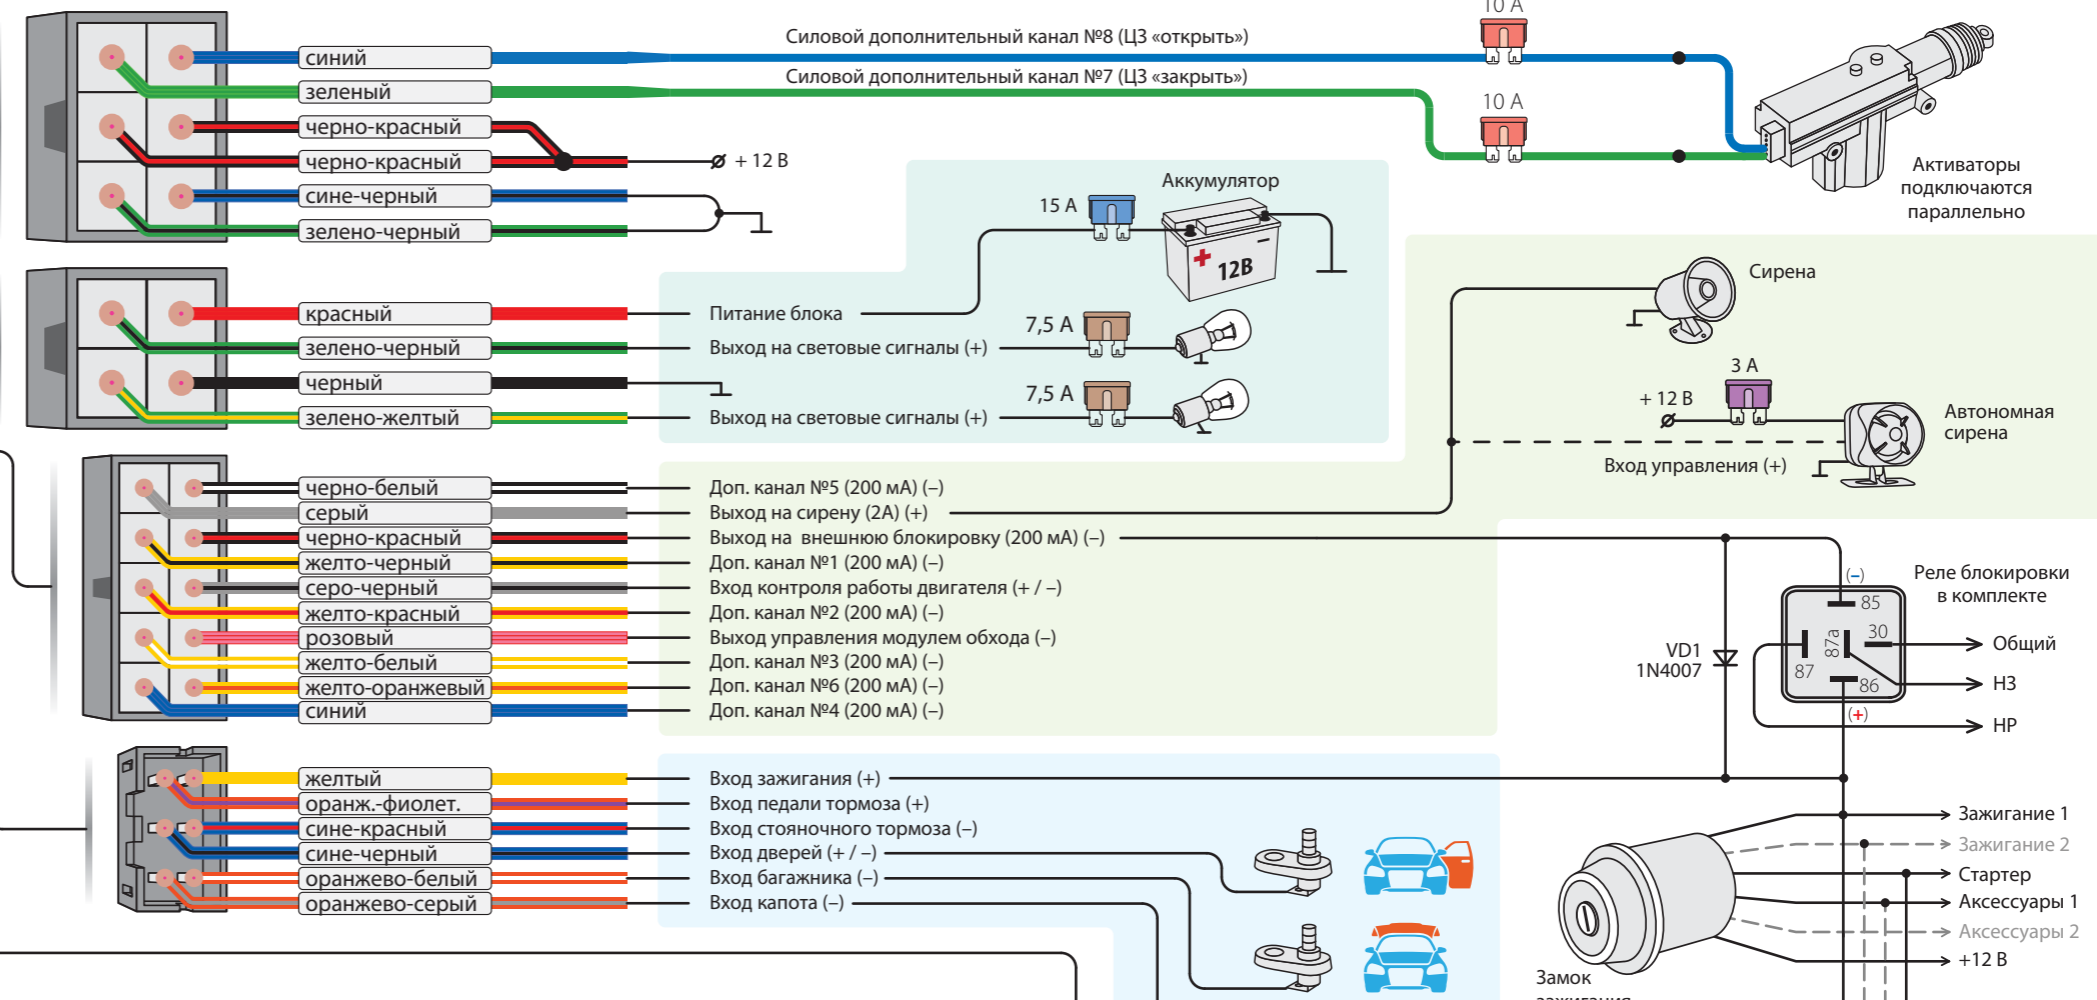 синий
Силовой дополнительный канал №8 (ЦЗ «открыть»)
10 А
зеленый
Силовой дополнительный канал №7 (ЦЗ «закрыть»)
10 А
черно-красный
черно-красный
+ 12 В
сине-черный
зелено-черный
Активаторы
подключаются
параллельно
Аккумулятор
15 А
12В
красный
Питание блока
зелено-черный
Выход на световые сигналы (+)
7,5 А
черный
зелено-желтый
Выход на световые сигналы (+)
7,5 А
Сирена
3 А
+ 12 В
Автономная
сирена
Вход управления (+)
черно-белый
Доп. канал №5 (200 мА) (–)
серый
Выход на сирену (2А) (+)
черно-красный
Выход на внешнюю блокировку (200 мА) (–)
желто-черный
Доп. канал №1 (200 мА) (–)
серо-черный
Вход контроля работы двигателя (+ / –)
желто-красный
Доп. канал №2 (200 мА) (–)
розовый
Выход управления модулем обхода (–)
желто-белый
Доп. канал №3 (200 мА) (–)
желто-оранжевый
Доп. канал №6 (200 мА) (–)
синий
Доп. канал №4 (200 мА) (–)
Реле блокировки
в комплекте
(–)
85
87а
30
87
86
(+)
Общий
НЗ
НР
VD1
1N4007
желтый
Вход зажигания (+)
оранж.-фиолет.
Вход педали тормоза (+)
сине-красный
Вход стояночного тормоза (–)
сине-черный
Вход дверей (+ / –)
оранжево-белый
Вход багажника (–)
оранжево-серый
Вход капота (–)
Зажигание 1
Зажигание 2
Стартер
Аксессуары 1
Аксессуары 2
+12 В
Замок